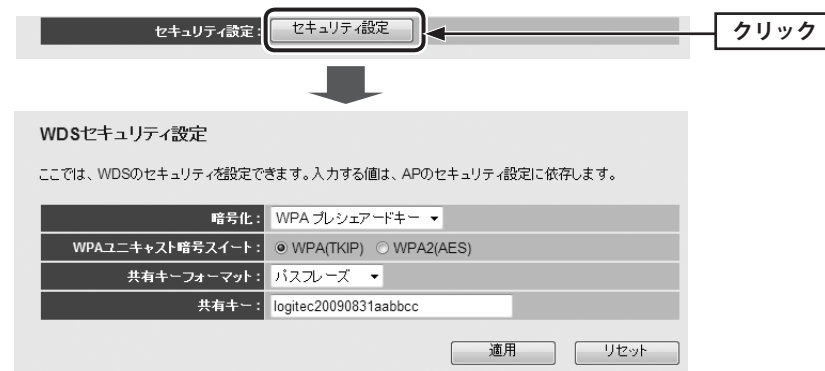 セキュリティ設定： セキュリティ設定 クリック
WDSセキュリティ設定
ここでは、WDSのセキュリティを設定できます。入力する値は、APのセキュリティ設定に依存します。
暗号化： WPA プレシェアードキー
WPAユニキャスト暗号スイート： WPA(TKIP) WPA2(AES)
共有キーフォーマット： パスフレーズ
共有キー： logitec20090831aabbcc
適用 リセット